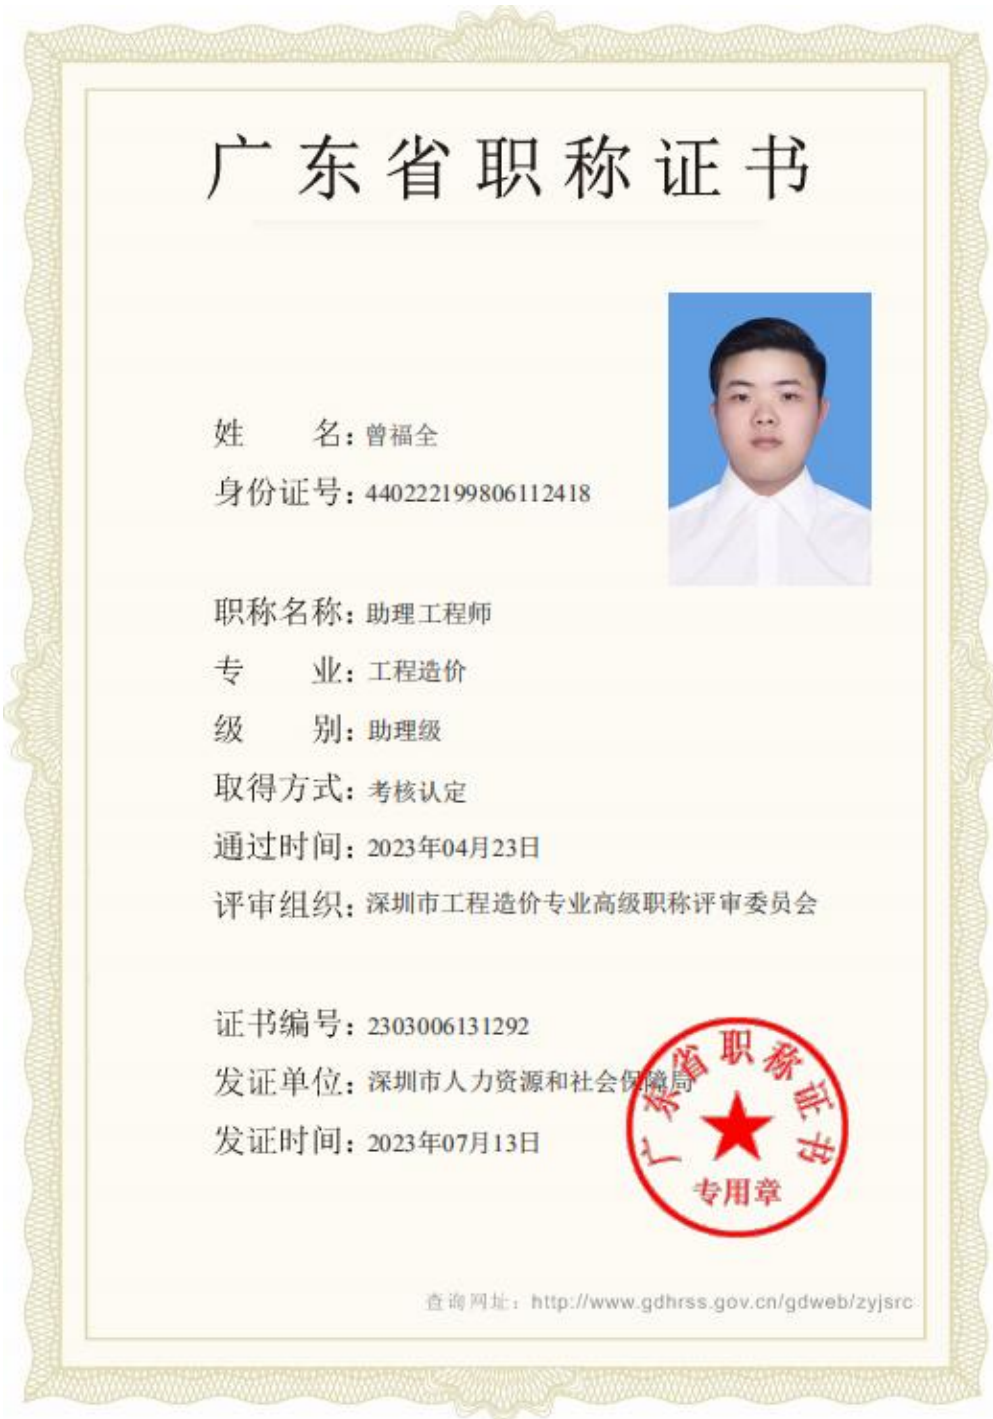 广东省职称证书
姓 名：曾福全
身份证号：440222199806112418
职称名称：助理工程师
专 业：工程造价
级 别：助理级
取得方式：考核认定
通过时间：2023年04月23日
评审组织：深圳市工程造价专业高级职称评审委员会
证书编号：2303006131292
发证单位：深圳市人力资源和社会保障局
发证时间：2023年07月13日
广东省职称证书
专用章
查询网址：http://www.gdhrss.gov.cn/gdweb/zyjsrc